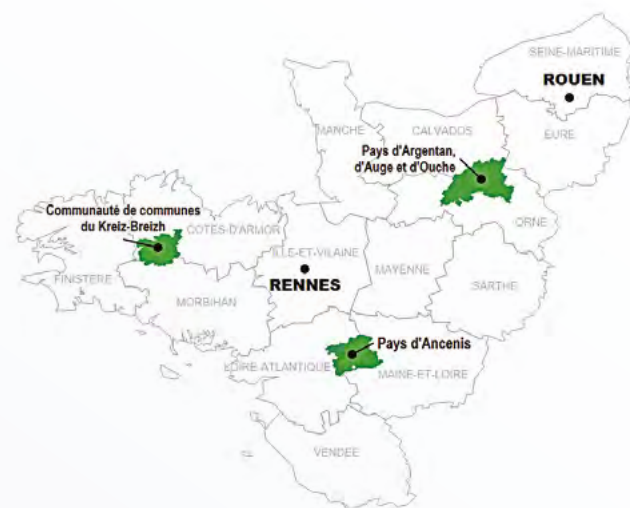 SEINE-MARITIME
ROUEN
MANCHE
CALVADOS
EURE
Pays d'Argentan,
d'Auge et d'Ouche
Communauté de communes
du Kreiz-Breizh
COTES-D'ARMOR
ORNE
ILLE-ET-VILAINE
MAYENNE
FINISTERE
RENNES
SARTHE
MORBIHAN
Pays d'Ancenis
LOIRE ATLANTIQUE
MAINE-ET-LOIRE
VENDEE